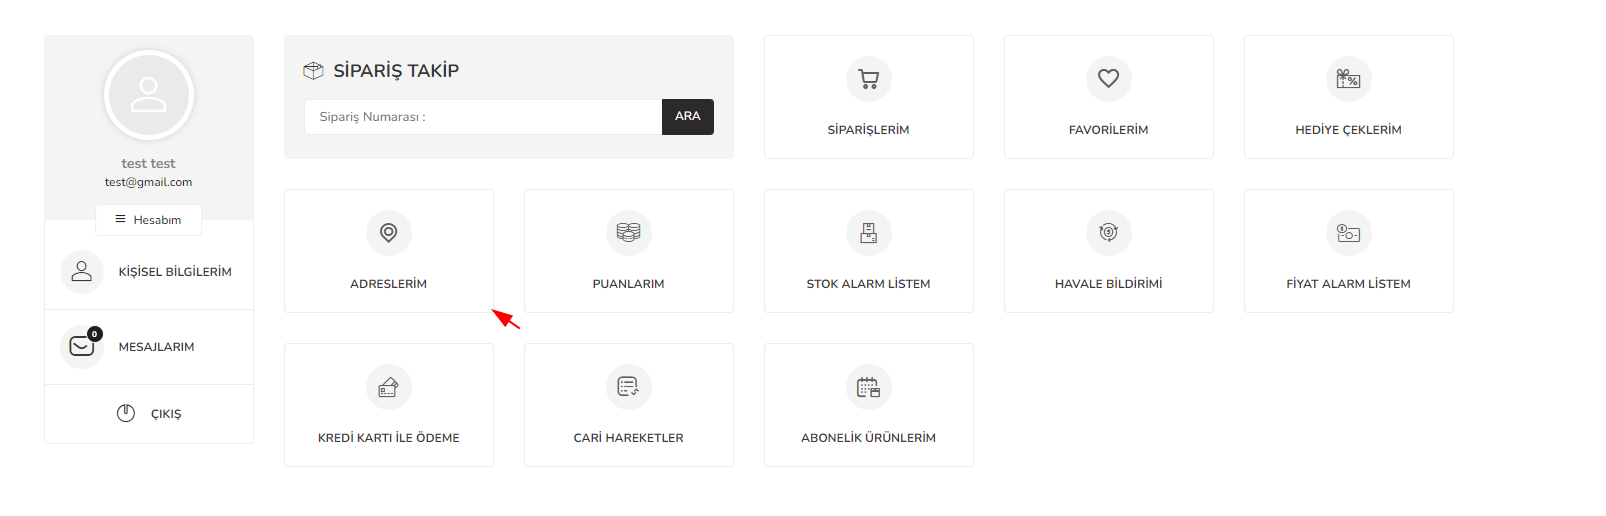 test test
test@gmail.com
Hesabım
KİŞİSEL BİLGİLERİM
0
MESAJLARIM
ÇIKIŞ
SİPARİŞ TAKİP
Sipariş Numarası :
ARA
SİPARİŞLERİM
FAVORİLERİM
HEDİYE ÇEKLERİM
ADRESLERİM
PUANLARIM
STOK ALARM LİSTEM
HAVALE BİLDİRİMİ
FİYAT ALARM LİSTEM
KREDİ KARTI İLE ÖDEME
CARİ HAREKETLER
ABONELİK ÜRÜNLERİM